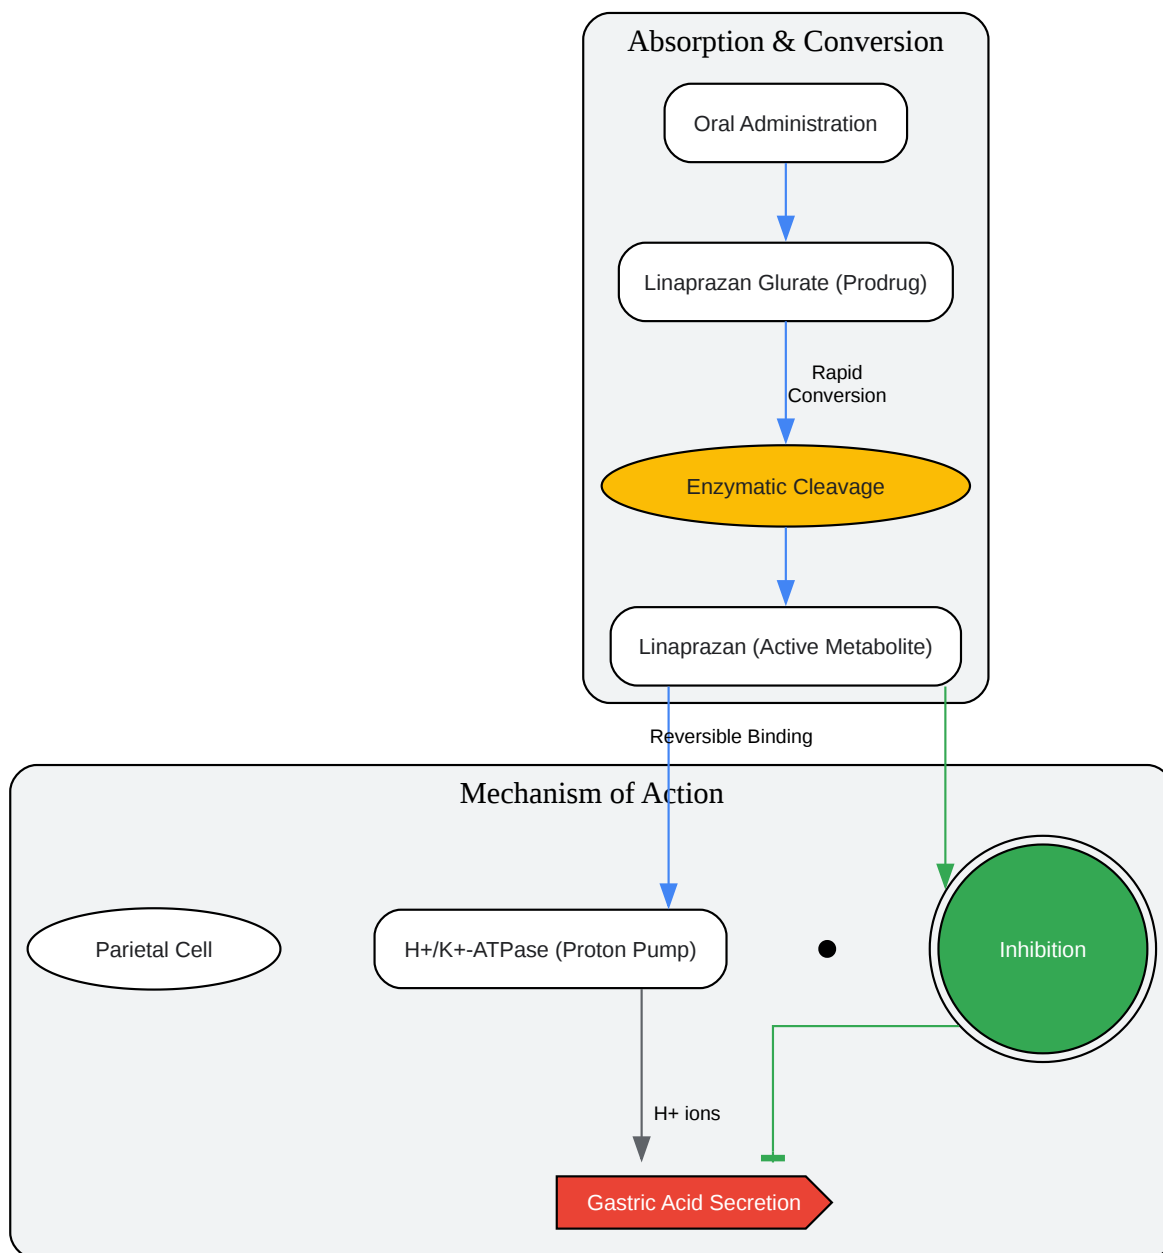 Absorption & Conversion
Oral Administration
Linaprazan Glurate (Prodrug)
Rapid
Conversion
Enzymatic Cleavage
Linaprazan (Active Metabolite)
Reversible Binding
Mechanism of Action
Parietal Cell
H+/K+-ATPase (Proton Pump)
Inhibition
H+ ions
Gastric Acid Secretion